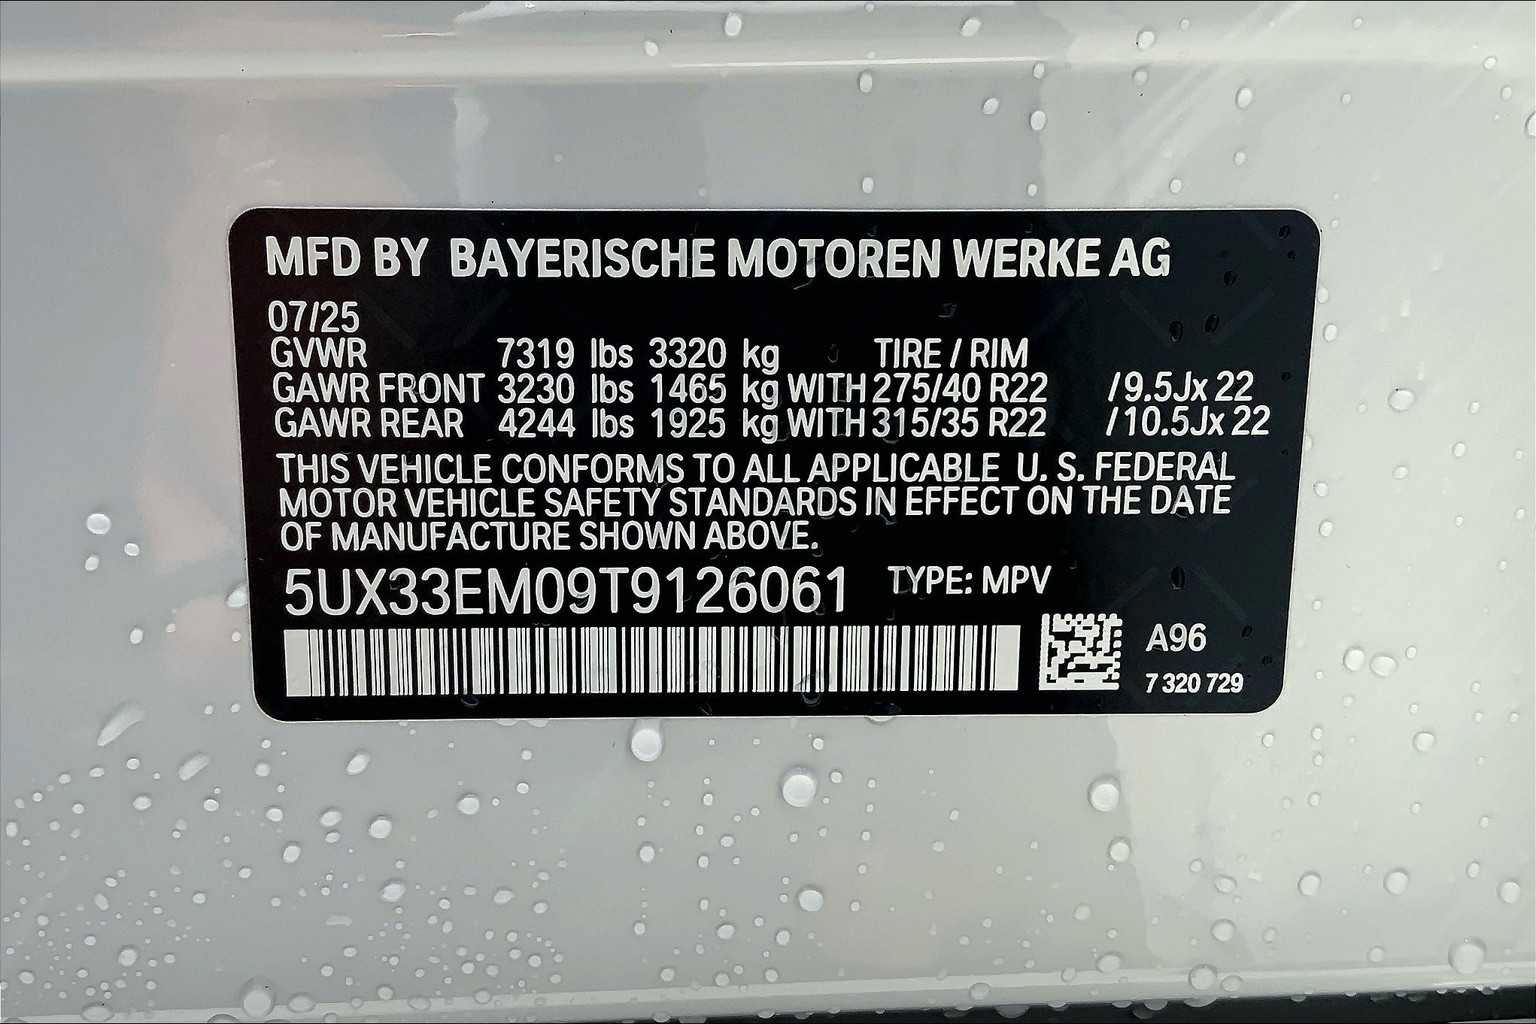 MFD BY BAYERISCHE MOTOREN WERKE AG
07/25
GVWR 7319 lbs 3320 kg TIRE / RIM
GAWR FRONT 3230 lbs 1465 kg WITH 275/40 R22 /9.5Jx 22
GAWR REAR 4244 lbs 1925 kg WITH 315/35 R22 /10.5Jx 22
THIS VEHICLE CONFORMS TO ALL APPLICABLE U. S. FEDERAL
MOTOR VEHICLE SAFETY STANDARDS IN EFFECT ON THE DATE
OF MANUFACTURE SHOWN ABOVE.
5UX33EM09T9126061 TYPE: MPV
A96
7 320 729